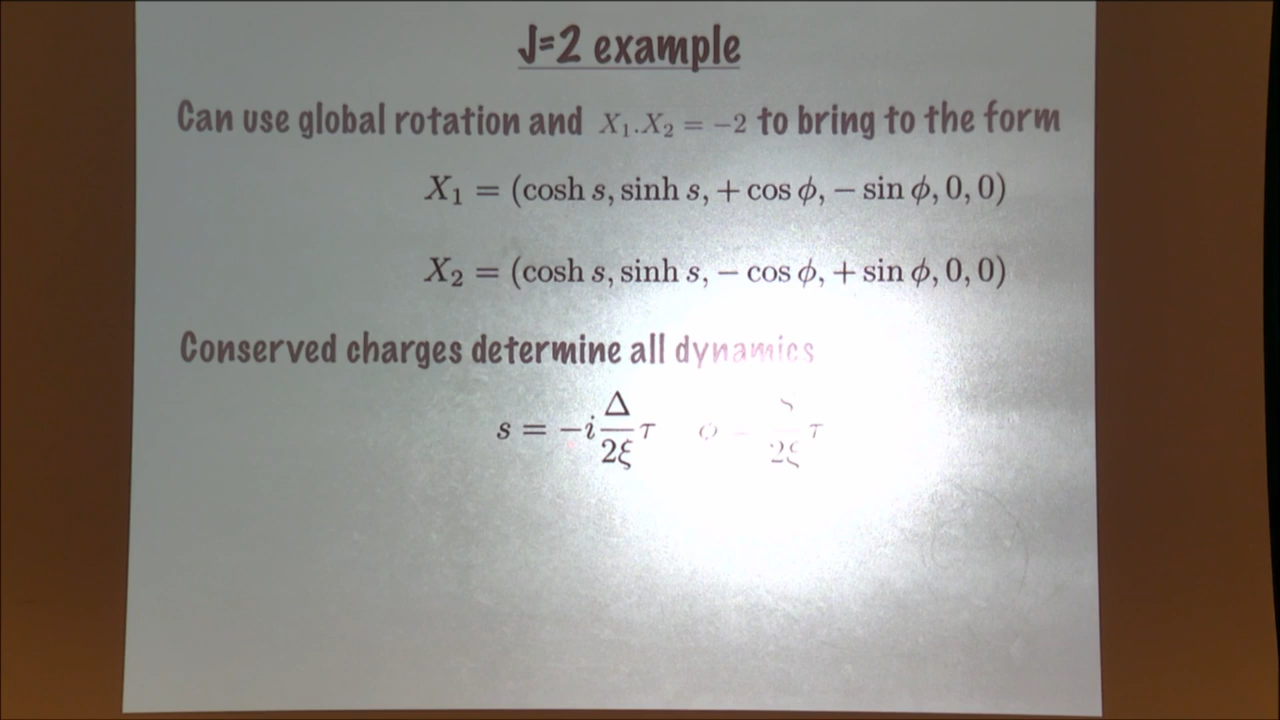 J=2 example
Can use global rotation and X₁.X₂ = −2 to bring to the form
X₁ = (cosh s, sinh s, + cos ϕ, − sin ϕ, 0, 0)
X₂ = (cosh s, sinh s, − cos ϕ, + sin ϕ, 0, 0)
Conserved charges determine all dynamics
s = −i Δ/2ξ τ